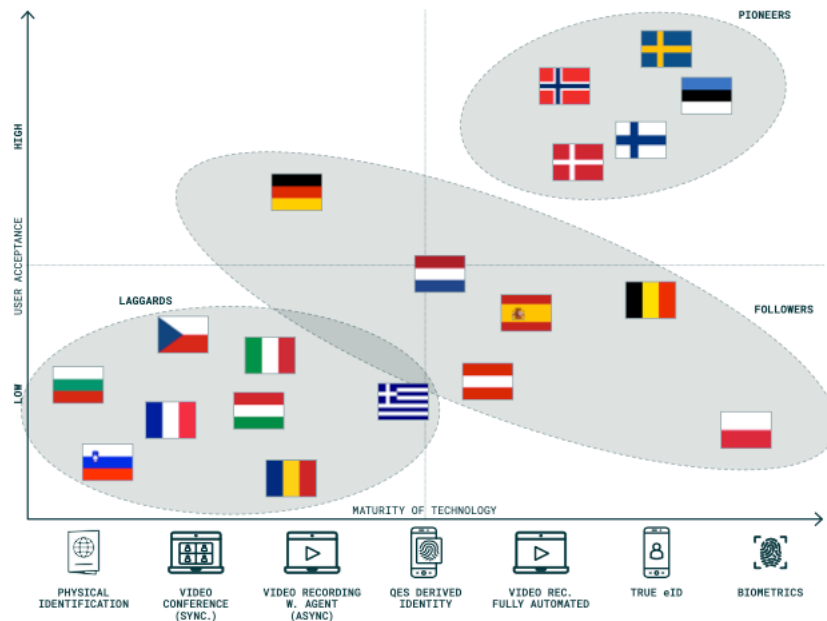 PIONEERS
HIGH
USER ACCEPTANCE
LAGGARDS
FOLLOWERS
LOW
MATURITY OF TECHNOLOGY
PHYSICAL
IDENTIFICATION
VIDEO
CONFERENCE
(SYNC.)
VIDEO RECORDING
W. AGENT
(ASYNC)
QES DERIVED
IDENTITY
VIDEO REC.
FULLY AUTOMATED
TRUE eID
BIOMETRICS